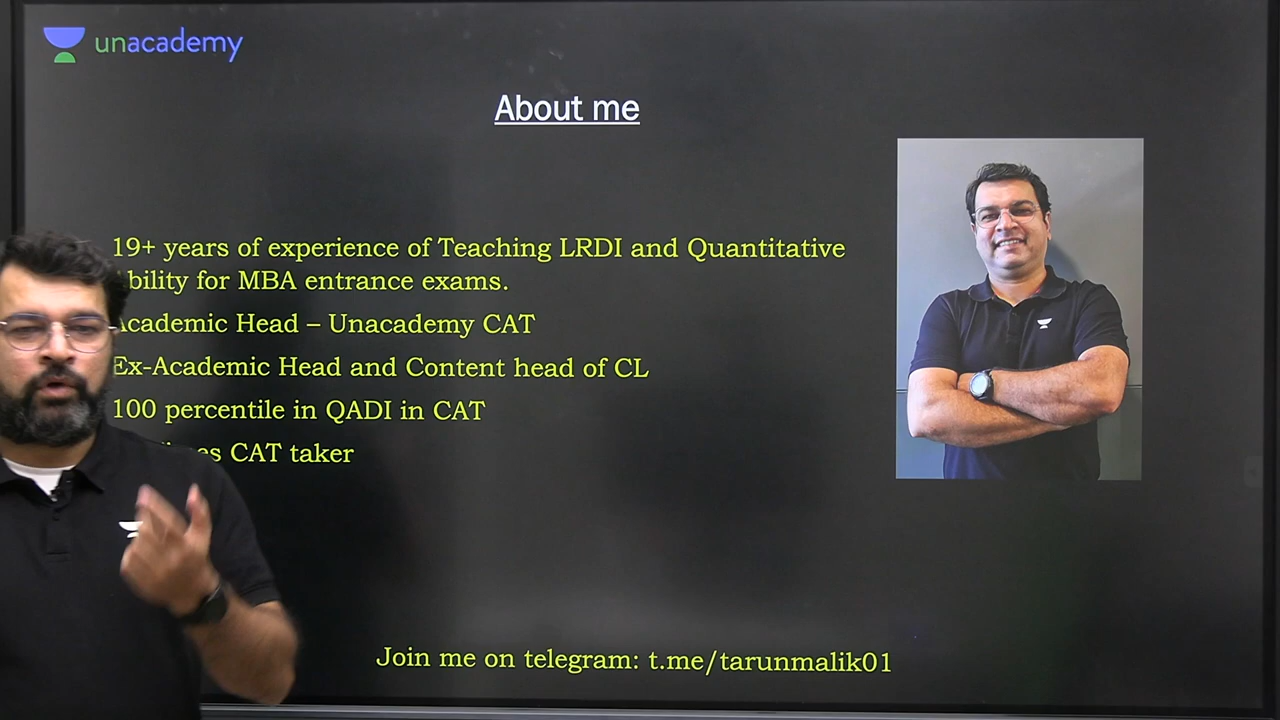 unacademy
About me
19+ years of experience of Teaching LRDI and Quantitative
bility for MBA entrance exams.
Academic Head – Unacademy CAT
Ex-Academic Head and Content head of CL
100 percentile in QADI in CAT
CAT taker
Join me on telegram: t.me/tarunmalik01